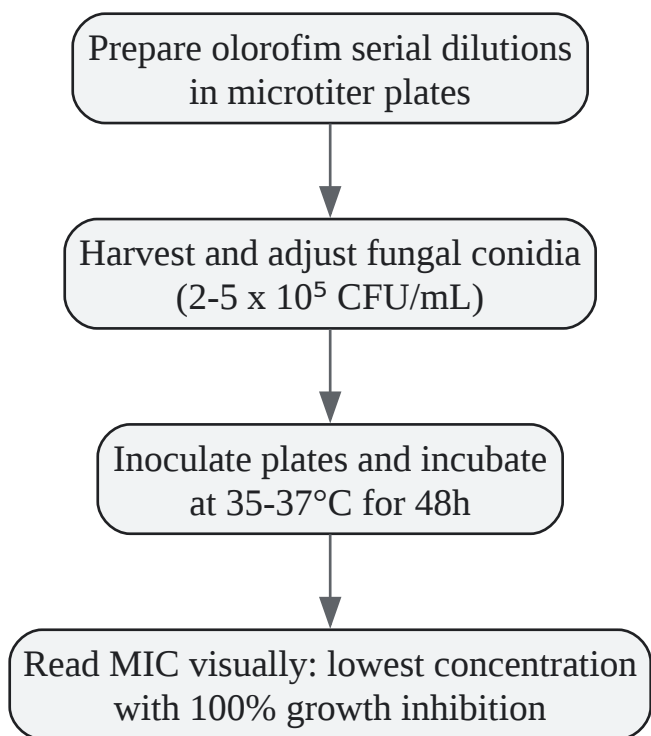 Prepare olorofim serial dilutions
in microtiter plates
Harvest and adjust fungal conidia
(2-5 x 10⁵ CFU/mL)
Inoculate plates and incubate
at 35-37°C for 48h
Read MIC visually: lowest concentration
with 100% growth inhibition